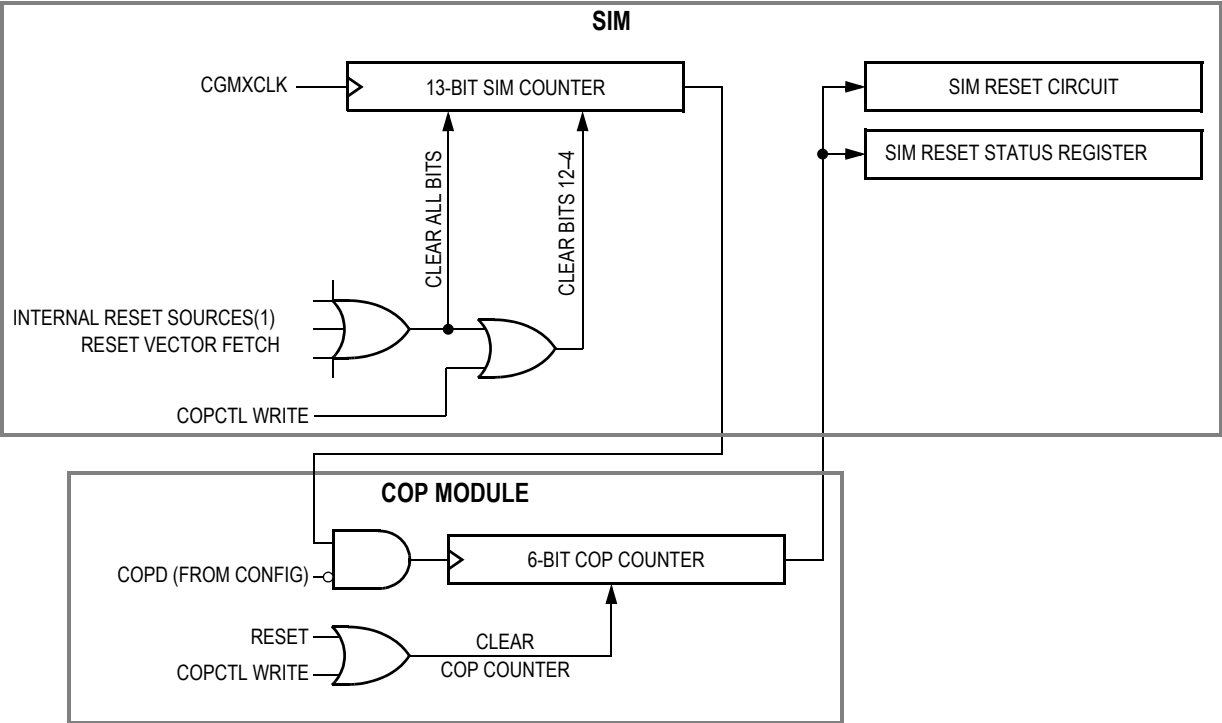 SIM
CGMXCLK
13-BIT SIM COUNTER
SIM RESET CIRCUIT
SIM RESET STATUS REGISTER
CLEAR ALL BITS
CLEAR BITS 12–4
INTERNAL RESET SOURCES(1)
RESET VECTOR FETCH
COPCTL WRITE
COP MODULE
6-BIT COP COUNTER
COPD (FROM CONFIG)
RESET
COPCTL WRITE
CLEAR
COP COUNTER